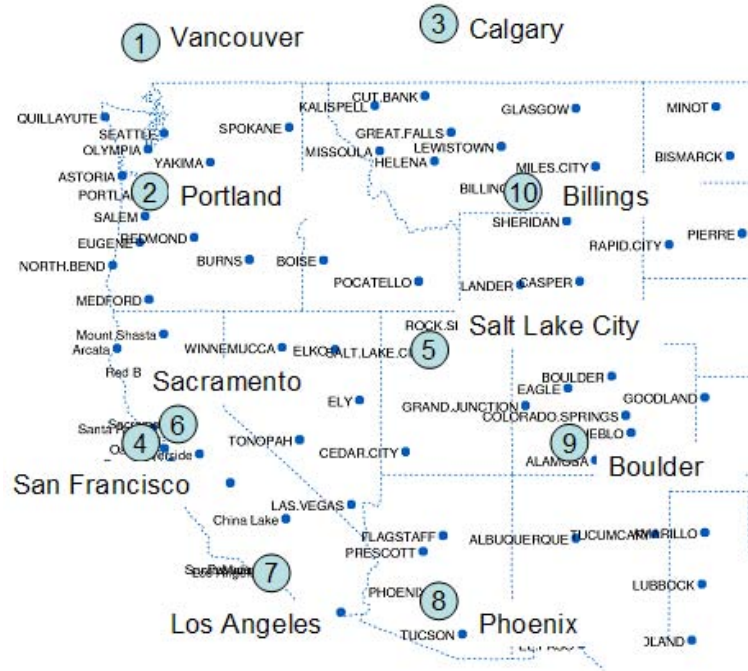 1 Vancouver
3 Calgary
CUT.BANK
KALISPELL
GLASGOW
MINOT
QUILLAYUTE
SEATTLE
SPOKANE
GREAT.FALLS
LEWISTOWN
OLYMPIA
MISSOULA
HELENA
BISMARCK
YAKIMA
MILES.CITY
ASTORIA
2 Portland
10 Billings
SALEM
SHERIDAN
EUGENE
REDMOND
RAPID.CITY
PIERRE
NORTH.BEND
BURNS
BOISE
POCATELLO
LANDER
CASPER
MEDFORD
Salt Lake City
Mount.Shasta
Arcata
WINNEMUCCA
ELKO
5
Red B
Sacramento
BOULDER
EAGLE
ELY
GRAND.JUNCTION
GOODLAND
COLORADO.SPRINGS
6
4
TONOPAH
CEDAR.CITY
9
ALAMOSA
Boulder
San Francisco
LAS.VEGAS
China Lake
FLAGSTAFF
ALBUQUERQUE
TUCUMCARI
AMARILLO
PRESCOTT
7
LUBBOCK
8
Los Angeles
TUCSON
Phoenix